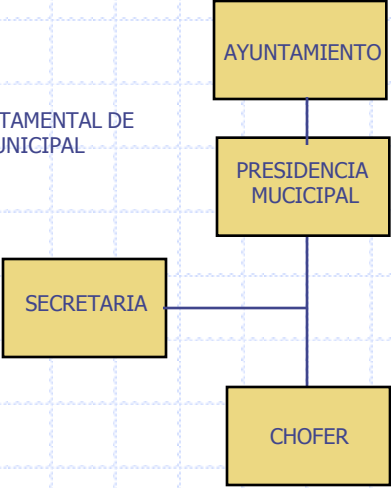 AYUNTAMIENTO
TAMENTAL DE
UNICIPAL
PRESIDENCIA
MUCICIPAL
SECRETARIA
CHOFER